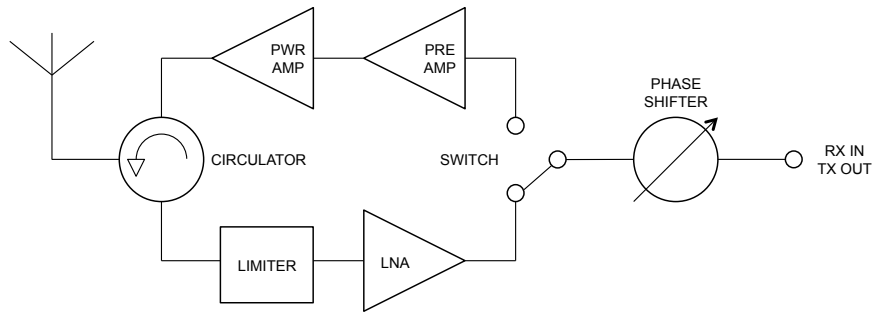 PWR
AMP
PRE
AMP
PHASE
SHIFTER
CIRCULATOR
SWITCH
RX IN
TX OUT
LIMITER
LNA